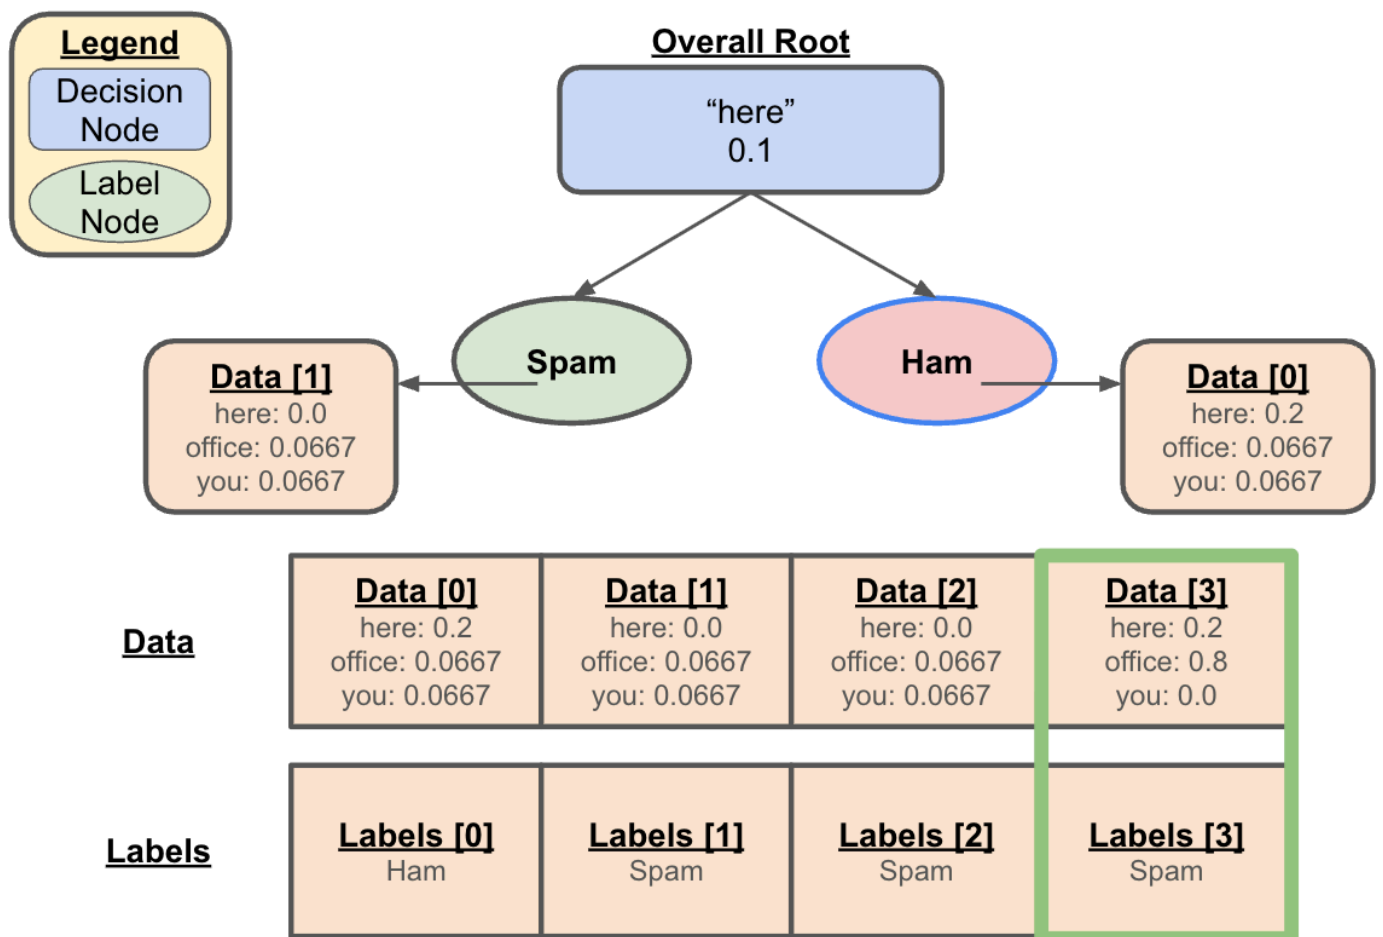 Legend
Decision
Node
Label
Node
Overall Root
“here”
0.1
Spam
Ham
Data [1]
here: 0.0
office: 0.0667
you: 0.0667
Data [0]
here: 0.2
office: 0.0667
you: 0.0667
Data
Data [0]
here: 0.2
office: 0.0667
you: 0.0667
Data [1]
here: 0.0
office: 0.0667
you: 0.0667
Data [2]
here: 0.0
office: 0.0667
you: 0.0667
Data [3]
here: 0.2
office: 0.8
you: 0.0
Labels
Labels [0]
Ham
Labels [1]
Spam
Labels [2]
Spam
Labels [3]
Spam